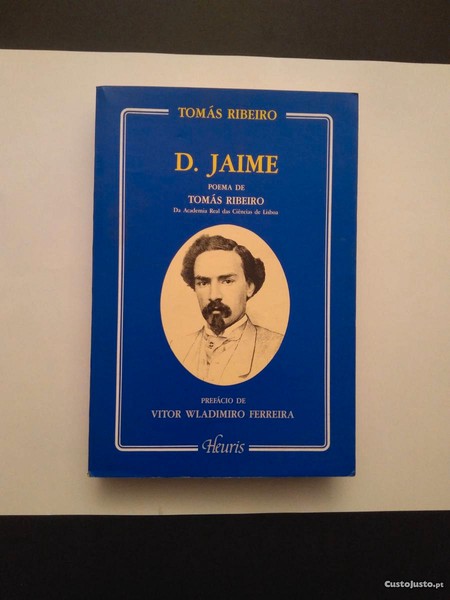 TOMÁS RIBEIRO
D. JAIME
POEMA DE
TOMÁS RIBEIRO
Da Academia Real das Ciências de Lisboa
PREFÁCIO DE
VITOR WLADIMIRO FERREIRA
Heuris
CustoJusto.pt